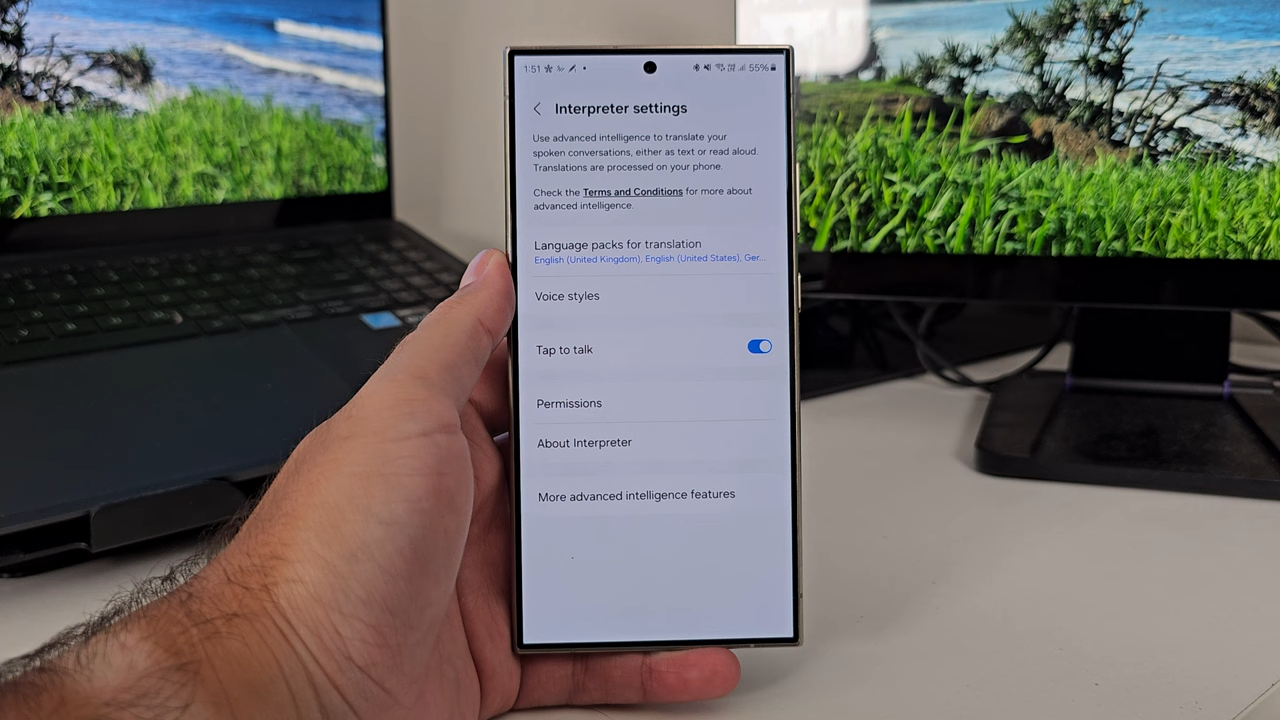 1:51
55%
Interpreter settings
Use advanced intelligence to translate your
spoken conversations, either as text or read aloud.
Translations are processed on your phone.
Check the Terms and Conditions for more about
advanced intelligence.
Language packs for translation
English (United Kingdom), English (United States), Ger...
Voice styles
Tap to talk
Permissions
About Interpreter
More advanced intelligence features